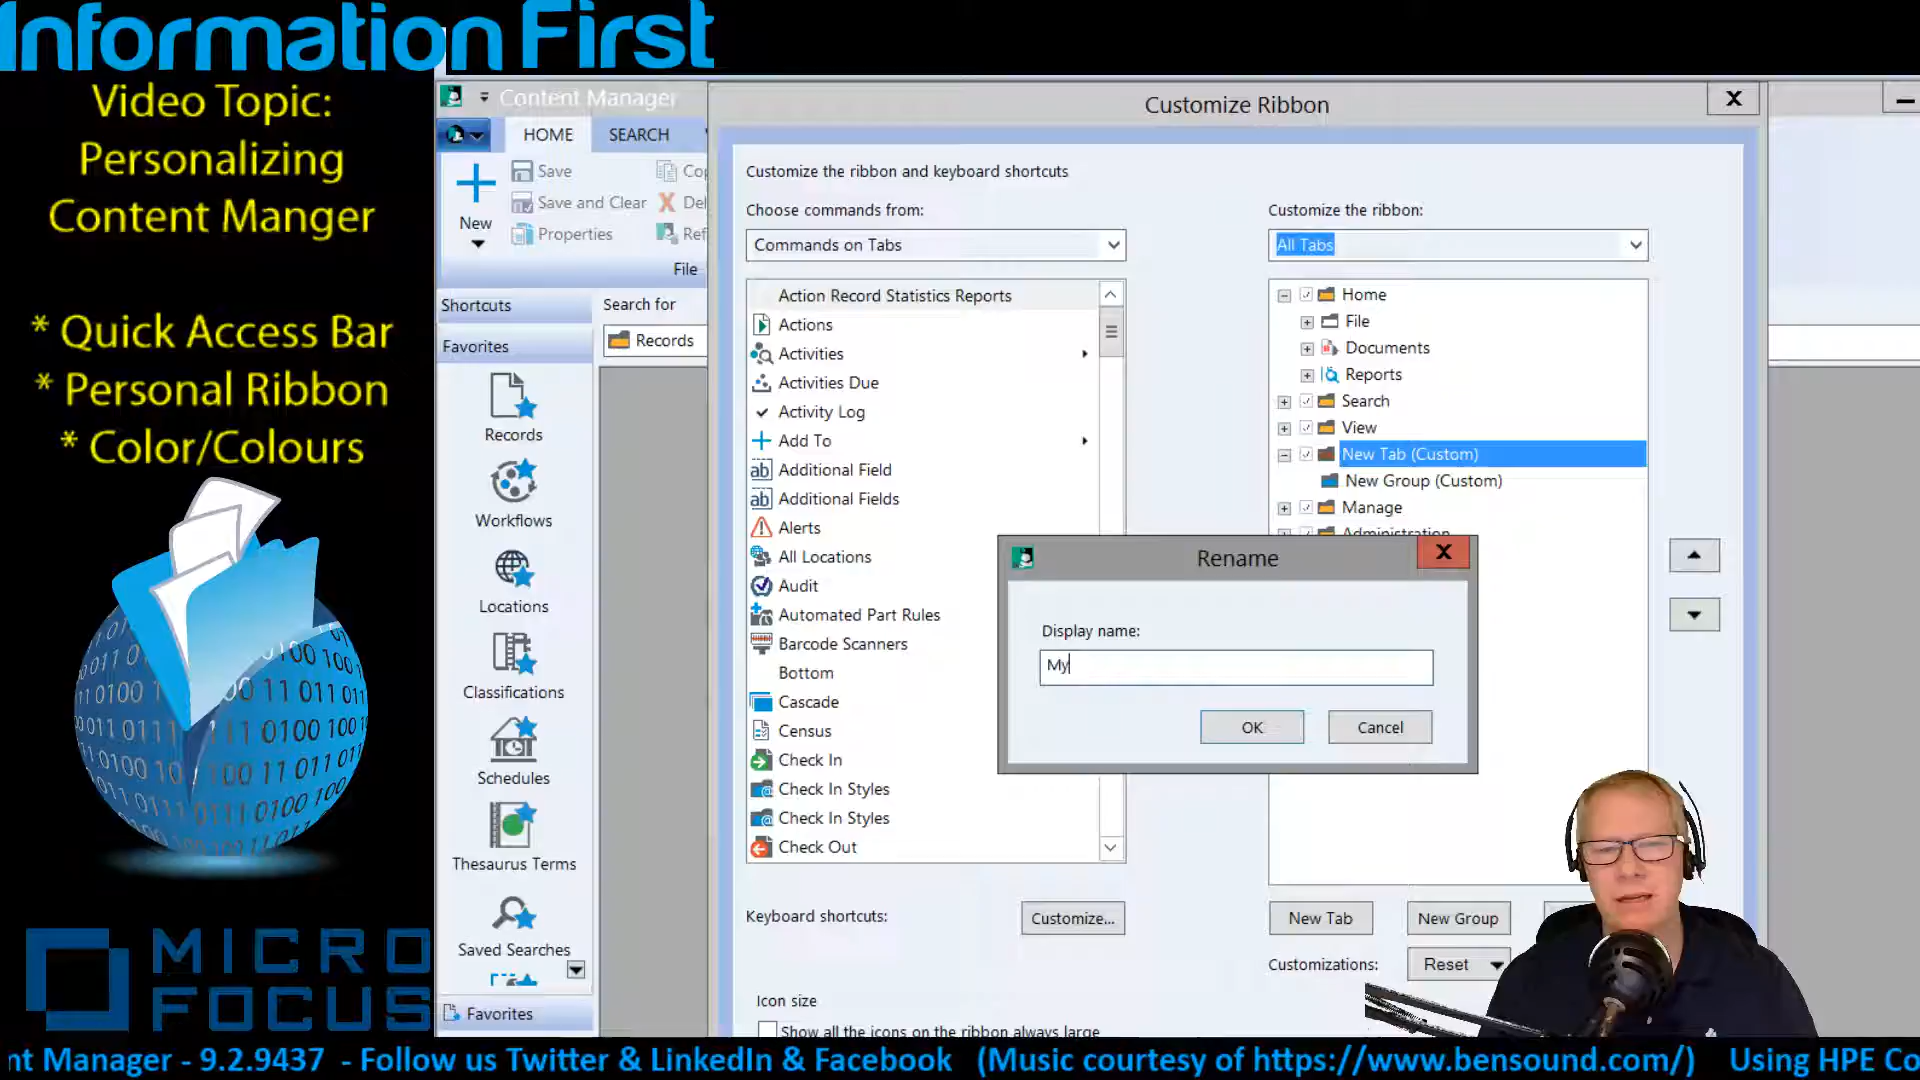 Information First
Video Topic:
Personalizing
Content Manger
* Quick Access Bar
* Personal Ribbon
* Color/Colours
MICRO
FOCUS
Content Manager
HOME
SEARCH
New
Save
Save and Clear
Properties
Cop
Del
Ref
File
Shortcuts
Favorites
Search for
Records
Records
Workflows
Locations
Classifications
Schedules
Thesaurus Terms
Saved Searches
Favorites
Customize Ribbon
Customize the ribbon and keyboard shortcuts
Choose commands from:
Commands on Tabs
Action Record Statistics Reports
Actions
Activities
Activities Due
Activity Log
Add To
Additional Field
Additional Fields
Alerts
All Locations
Audit
Automated Part Rules
Barcode Scanners
Bottom
Cascade
Census
Check In
Check In Styles
Check In Styles
Check Out
Keyboard shortcuts:
Customize...
Icon size
Show all the icons on the ribbon always large
Customize the ribbon:
All Tabs
Home
File
Documents
Reports
Search
View
New Tab (Custom)
New Group (Custom)
Manage
Administration
New Tab
New Group
Customizations:
Reset
Rename
Display name:
My
OK
Cancel
nt Manager - 9.2.9437 - Follow us Twitter & LinkedIn & Facebook (Music courtesy of https://www.bensound.com/) Using HPE Co